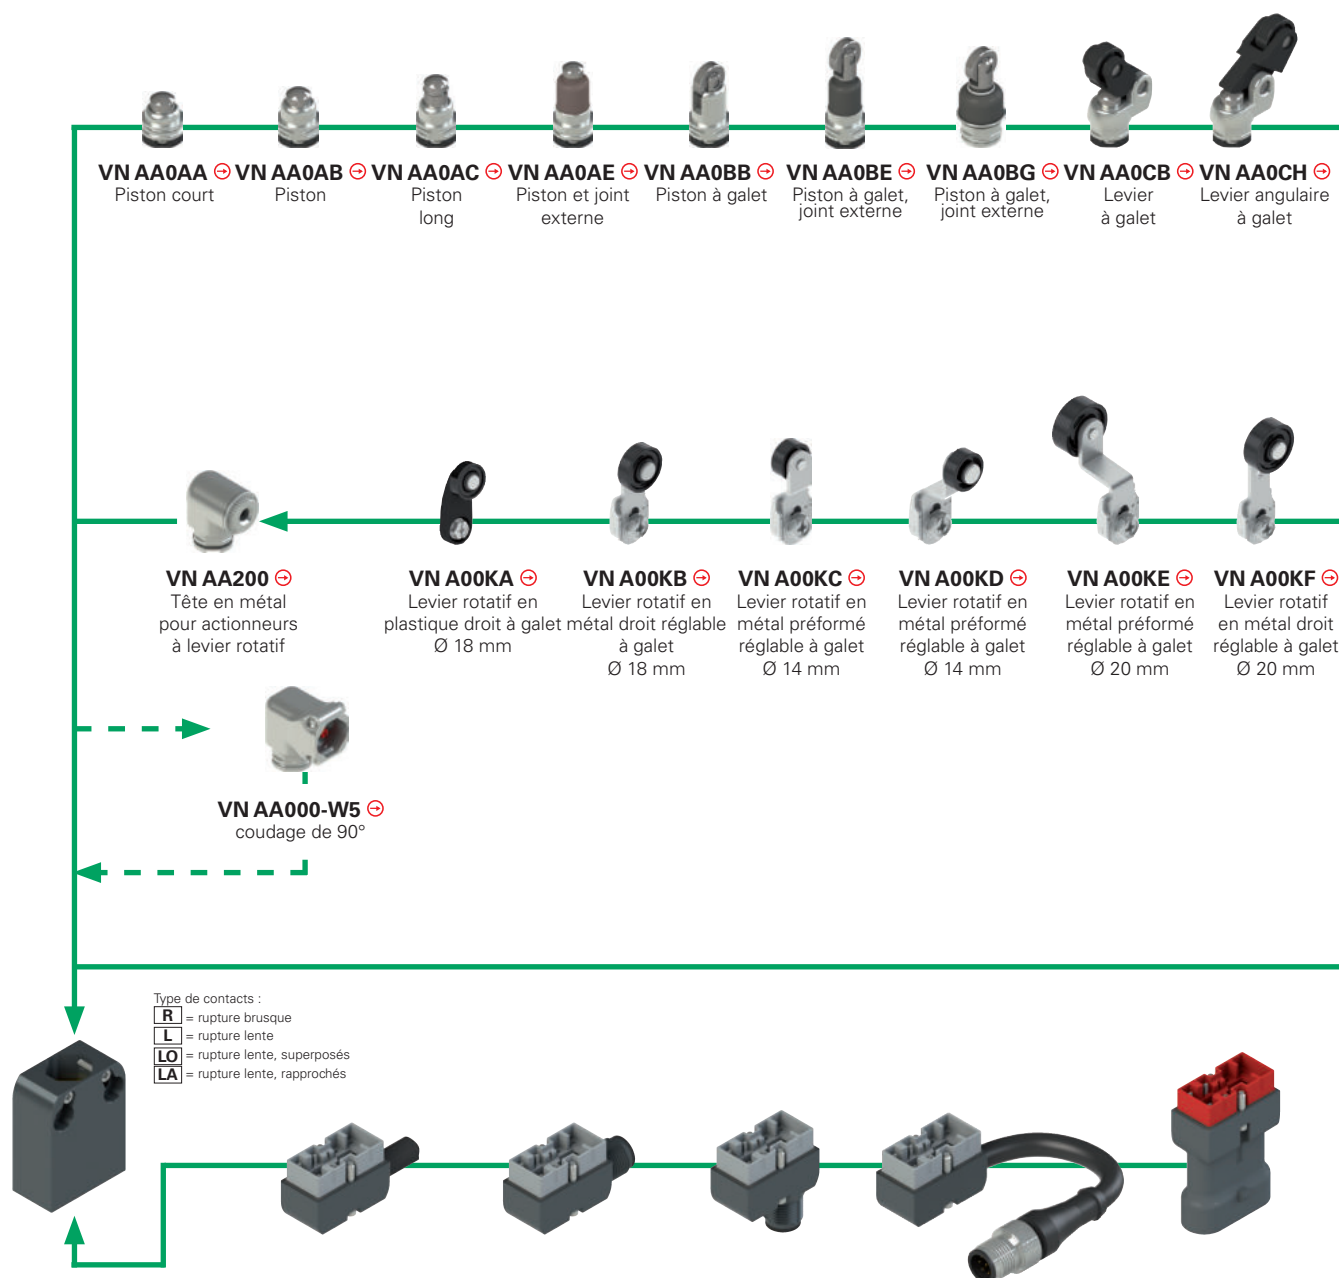 VN AA0AA
Piston court
VN AA0AB
Piston
VN AA0AC
Piston
long
VN AA0AE
Piston et joint
externe
VN AA0BB
Piston à galet
VN AA0BE
Piston à galet,
joint externe
VN AA0BG
Piston à galet,
joint externe
VN AA0CB
Levier
à galet
VN AA0CH
Levier angulaire
à galet
VN AA200
Tête en métal
pour actionneurs
à levier rotatif
VN A00KA
Levier rotatif en
plastique droit à galet
Ø 18 mm
VN A00KB
Levier rotatif en
métal droit réglable
à galet
Ø 18 mm
VN A00KC
Levier rotatif en
métal préformé
réglable à galet
Ø 14 mm
VN A00KD
Levier rotatif en
métal préformé
réglable à galet
Ø 14 mm
VN A00KE
Levier rotatif en
métal préformé
réglable à galet
Ø 20 mm
VN A00KF
Levier rotatif
en métal droit
réglable à galet
Ø 20 mm
VN AA000-W5
coudage de 90°
Type de contacts :
R = rupture brusque
L = rupture lente
LO = rupture lente, superposés
LA = rupture lente, rapprochés